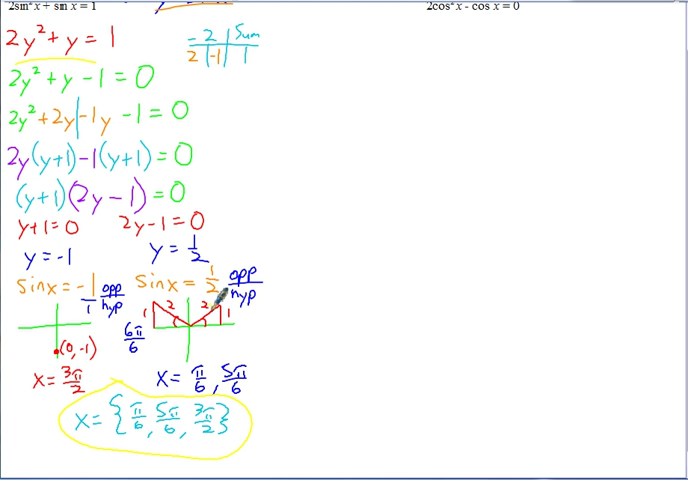 2sin²x + sin x = 1
2cos²x - cos x = 0
2y² + y = 1
-2 | Sum
2 | -1 | 1
2y² + y - 1 = 0
2y² + 2y | - 1y - 1 = 0
2y(y+1) - 1(y+1) = 0
(y+1)(2y - 1) = 0
y+1 = 0 2y - 1 = 0
y = -1 y = 1/2
sinx = -1/1 opp/hyp sinx = 1/2 opp/hyp
1 2 2 1
6π/6
(0, -1)
x = 3π/2 x = π/6, 5π/6
x = {π/6, 5π/6, 3π/2}